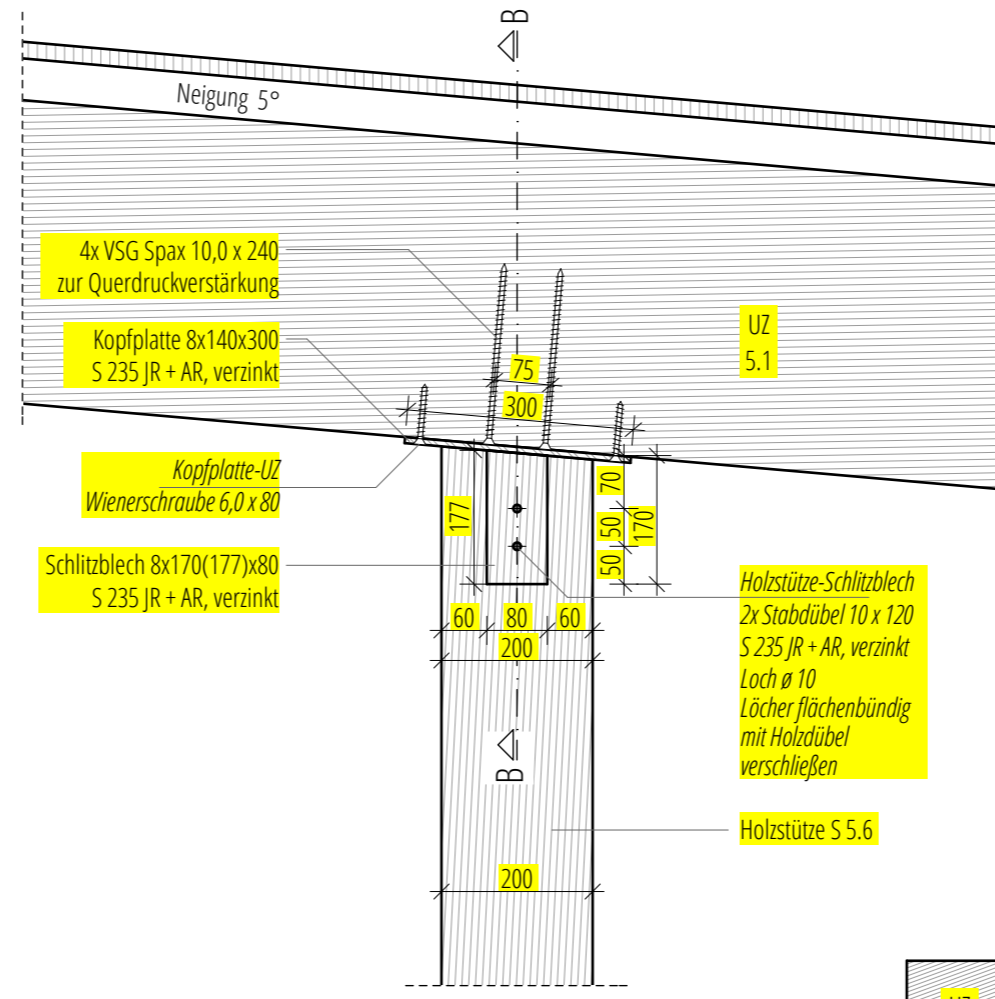 B
Neigung 5°
4x VSG Spax 10,0 x 240
zur Querdruckverstärkung
Kopfplatte 8x140x300
S 235 JR + AR, verzinkt
UZ
5.1
75
300
Kopfplatte-UZ
Wienerschraube 6,0 x 80
177
70
50
50
170
Schlitzblech 8x170(177)x80
S 235 JR + AR, verzinkt
Holzstütze-Schlitzblech
2x Stabdübel 10 x 120
S 235 JR + AR, verzinkt
Loch ø 10
Löcher flächenbündig
mit Holzdübel
verschließen
60 80 60
200
B
Holzstütze S 5.6
200